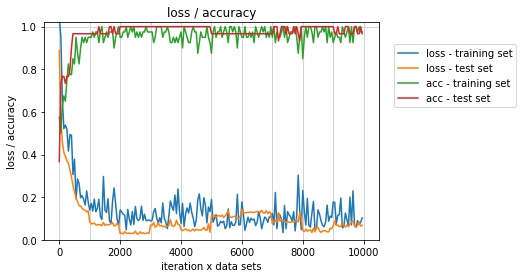 loss / accuracy
1.0
0.8
0.6
0.4
0.2
0.0
loss / accuracy
0
2000
4000
6000
8000
10000
iteration x data sets
loss - training set
loss - test set
acc - training set
acc - test set